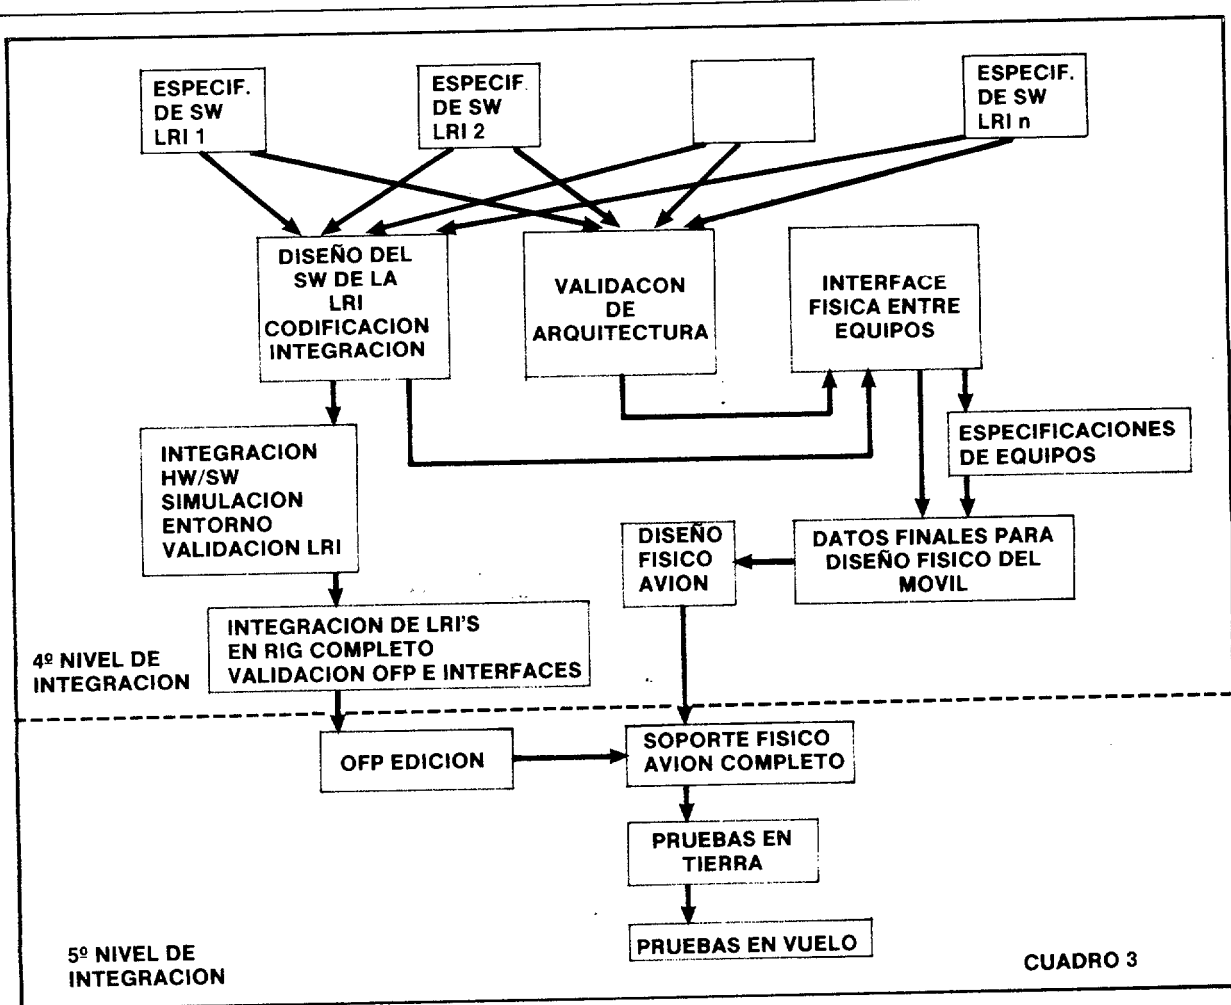 ESPECIF.
DE SW
LRI 1
ESPECIF.
DE SW
LRI 2
ESPECIF.
DE SW
LRI n
DISEÑO DEL
SW DE LA
LRI
CODIFICACION
INTEGRACION
VALIDACON
DE
ARQUITECTURA
INTERFACE
FISICA ENTRE
EQUIPOS
ESPECIFICACIONES
DE EQUIPOS
INTEGRACION
HW/SW
SIMULACION
ENTORNO
VALIDACION LRI
DISEÑO
FISICO
AVION
DATOS FINALES PARA
DISEÑO FISICO DEL
MOVIL
INTEGRACION DE LRI'S
EN RIG COMPLETO
VALIDACION OFP E INTERFACES
4º NIVEL DE
INTEGRACION
OFP EDICION
SOPORTE FISICO
AVION COMPLETO
PRUEBAS EN
TIERRA
PRUEBAS EN VUELO
5º NIVEL DE
INTEGRACION
CUADRO 3